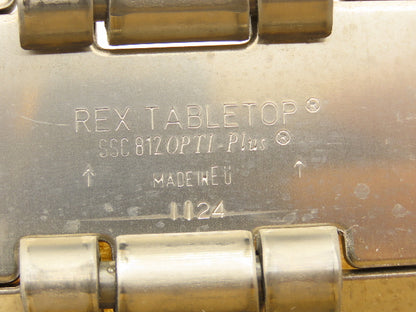 REX TABLETOP®
SSC 812 OPTI-Plus®
MADE IN EU
1124